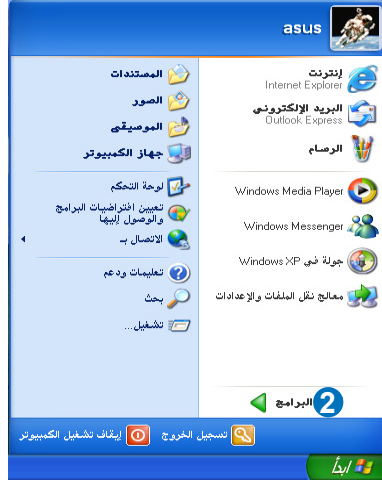 asus
إنترنت
Internet Explorer
البريد الإلكتروني
Outlook Express
الرسام
Windows Media Player
Windows Messenger
جولة في Windows XP
معالج نقل الملفات والإعدادات
البرامج 2
المستندات
الصور
الموسيقى
جهاز الكمبيوتر
لوحة التحكم
تعيين افتراضيات البرامج
والوصول إليها
الاتصال بـ
تعليمات ودعم
بحث
تشغيل...
تسجيل الخروج
إيقاف تشغيل الكمبيوتر
ابدأ